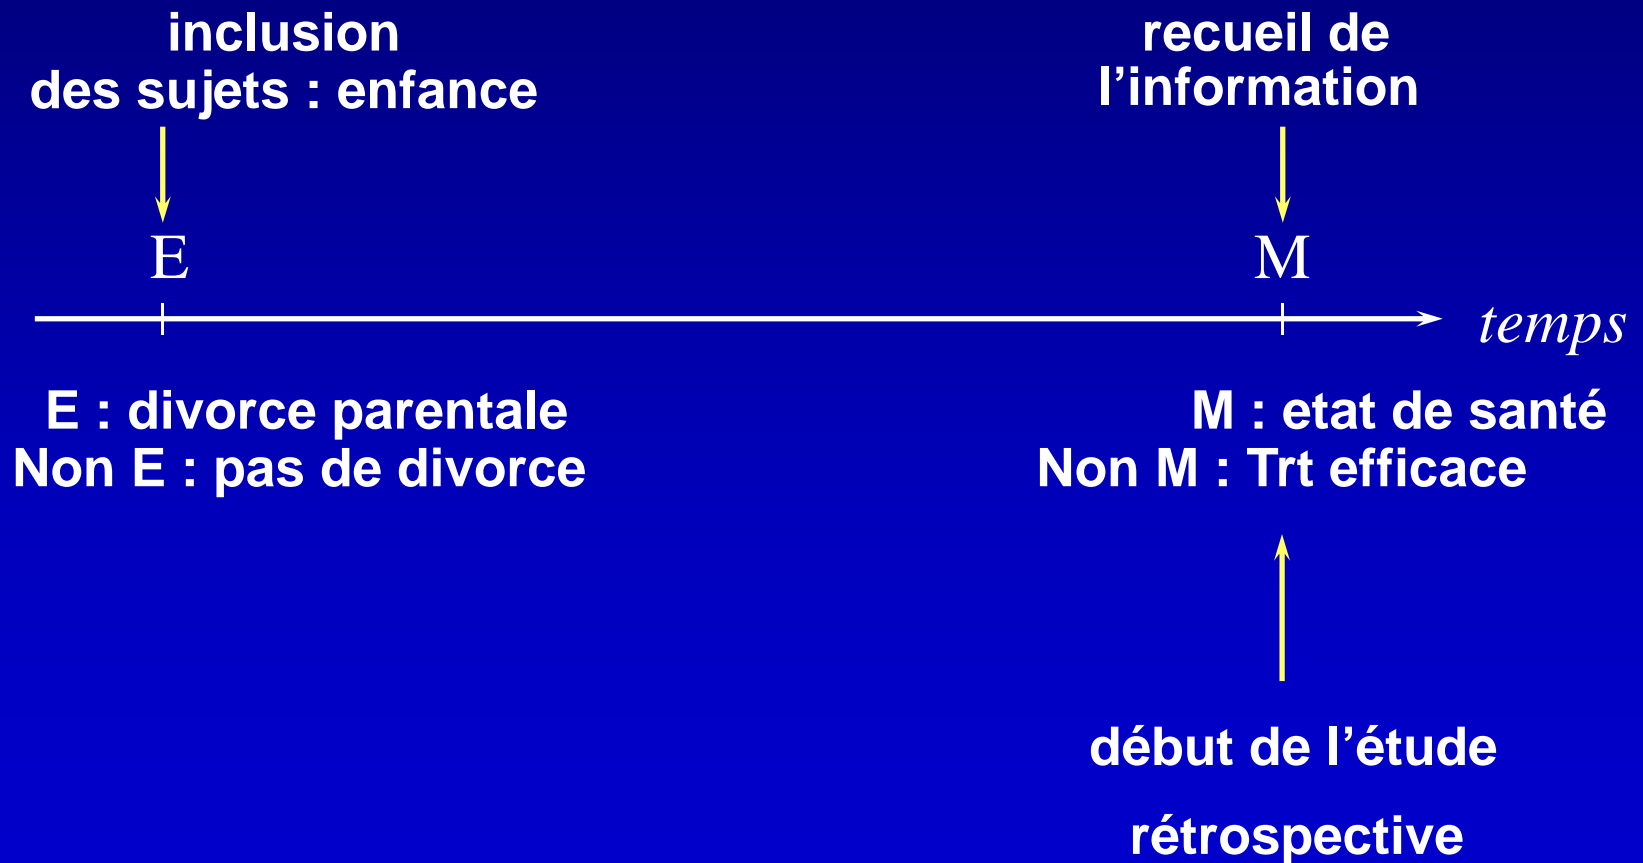 inclusion
des sujets : enfance
recueil de
l’information
E
M
temps
E : divorce parentale
Non E : pas de divorce
M : etat de santé
Non M : Trt efficace
début de l’étude
rétrospective